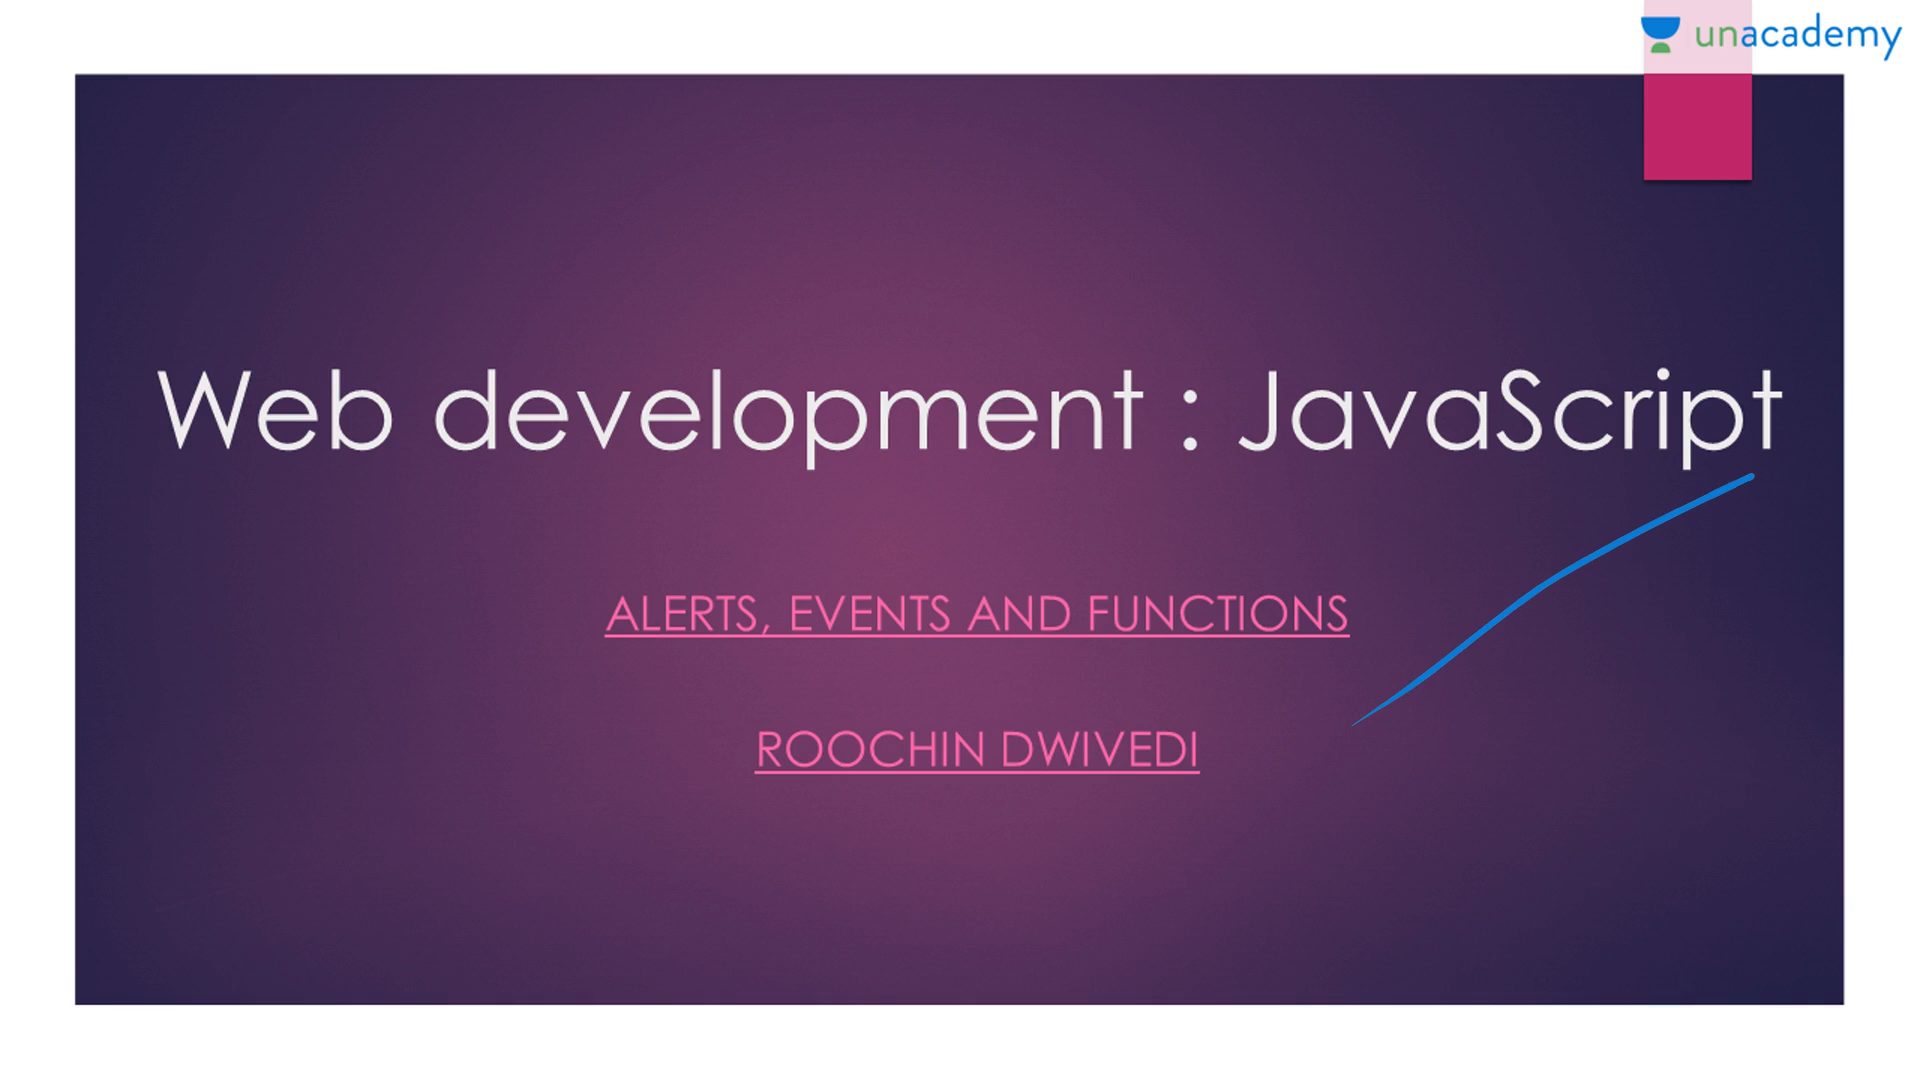 unacademy
Web development : JavaScript
ALERTS, EVENTS AND FUNCTIONS
ROOCHIN DWIVEDI